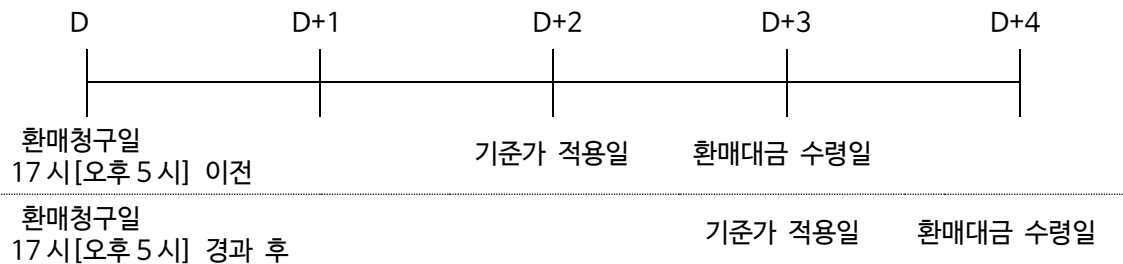 D D+1 D+2 D+3 D+4
환매청구일
17시[오후 5시] 이전
기준가 적용일 환매대금 수령일
환매청구일
17시[오후 5시] 경과 후
기준가 적용일 환매대금 수령일